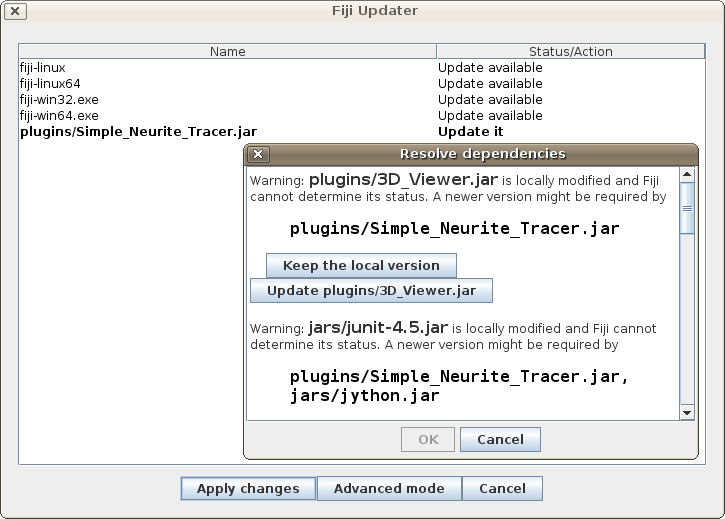 Fiji Updater
Name Status/Action
fiji-linux Update available
fiji-linux64 Update available
fiji-win32.exe Update available
fiji-win64.exe Update available
plugins/Simple_Neurite_Tracer.jar Update it
Resolve dependencies
Warning: plugins/3D_Viewer.jar is locally modified and Fiji
cannot determine its status. A newer version might be required by
plugins/Simple_Neurite_Tracer.jar
Keep the local version
Update plugins/3D_Viewer.jar
Warning: jars/junit-4.5.jar is locally modified and Fiji cannot
determine its status. A newer version might be required by
plugins/Simple_Neurite_Tracer.jar,
jars/jython.jar
OK Cancel
Apply changes Advanced mode Cancel